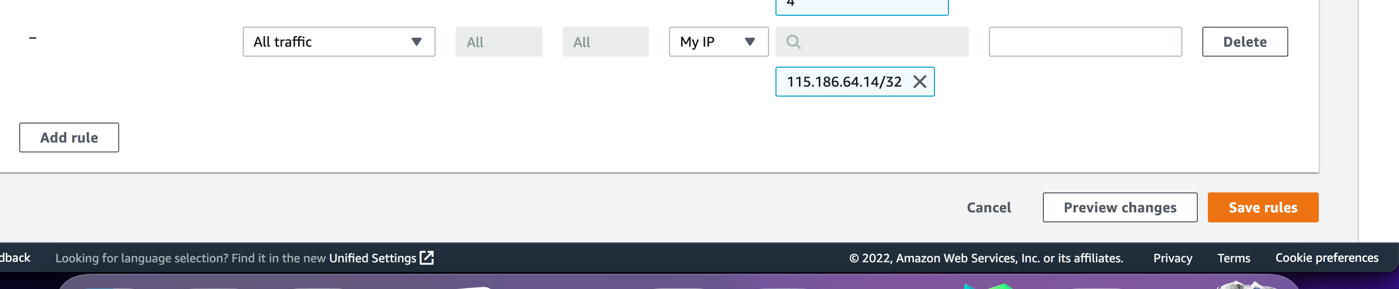 4
– All traffic All All My IP Delete
115.186.64.14/32
Add rule
Cancel Preview changes Save rules
dback Looking for language selection? Find it in the new Unified Settings © 2022, Amazon Web Services, Inc. or its affiliates. Privacy Terms Cookie preferences